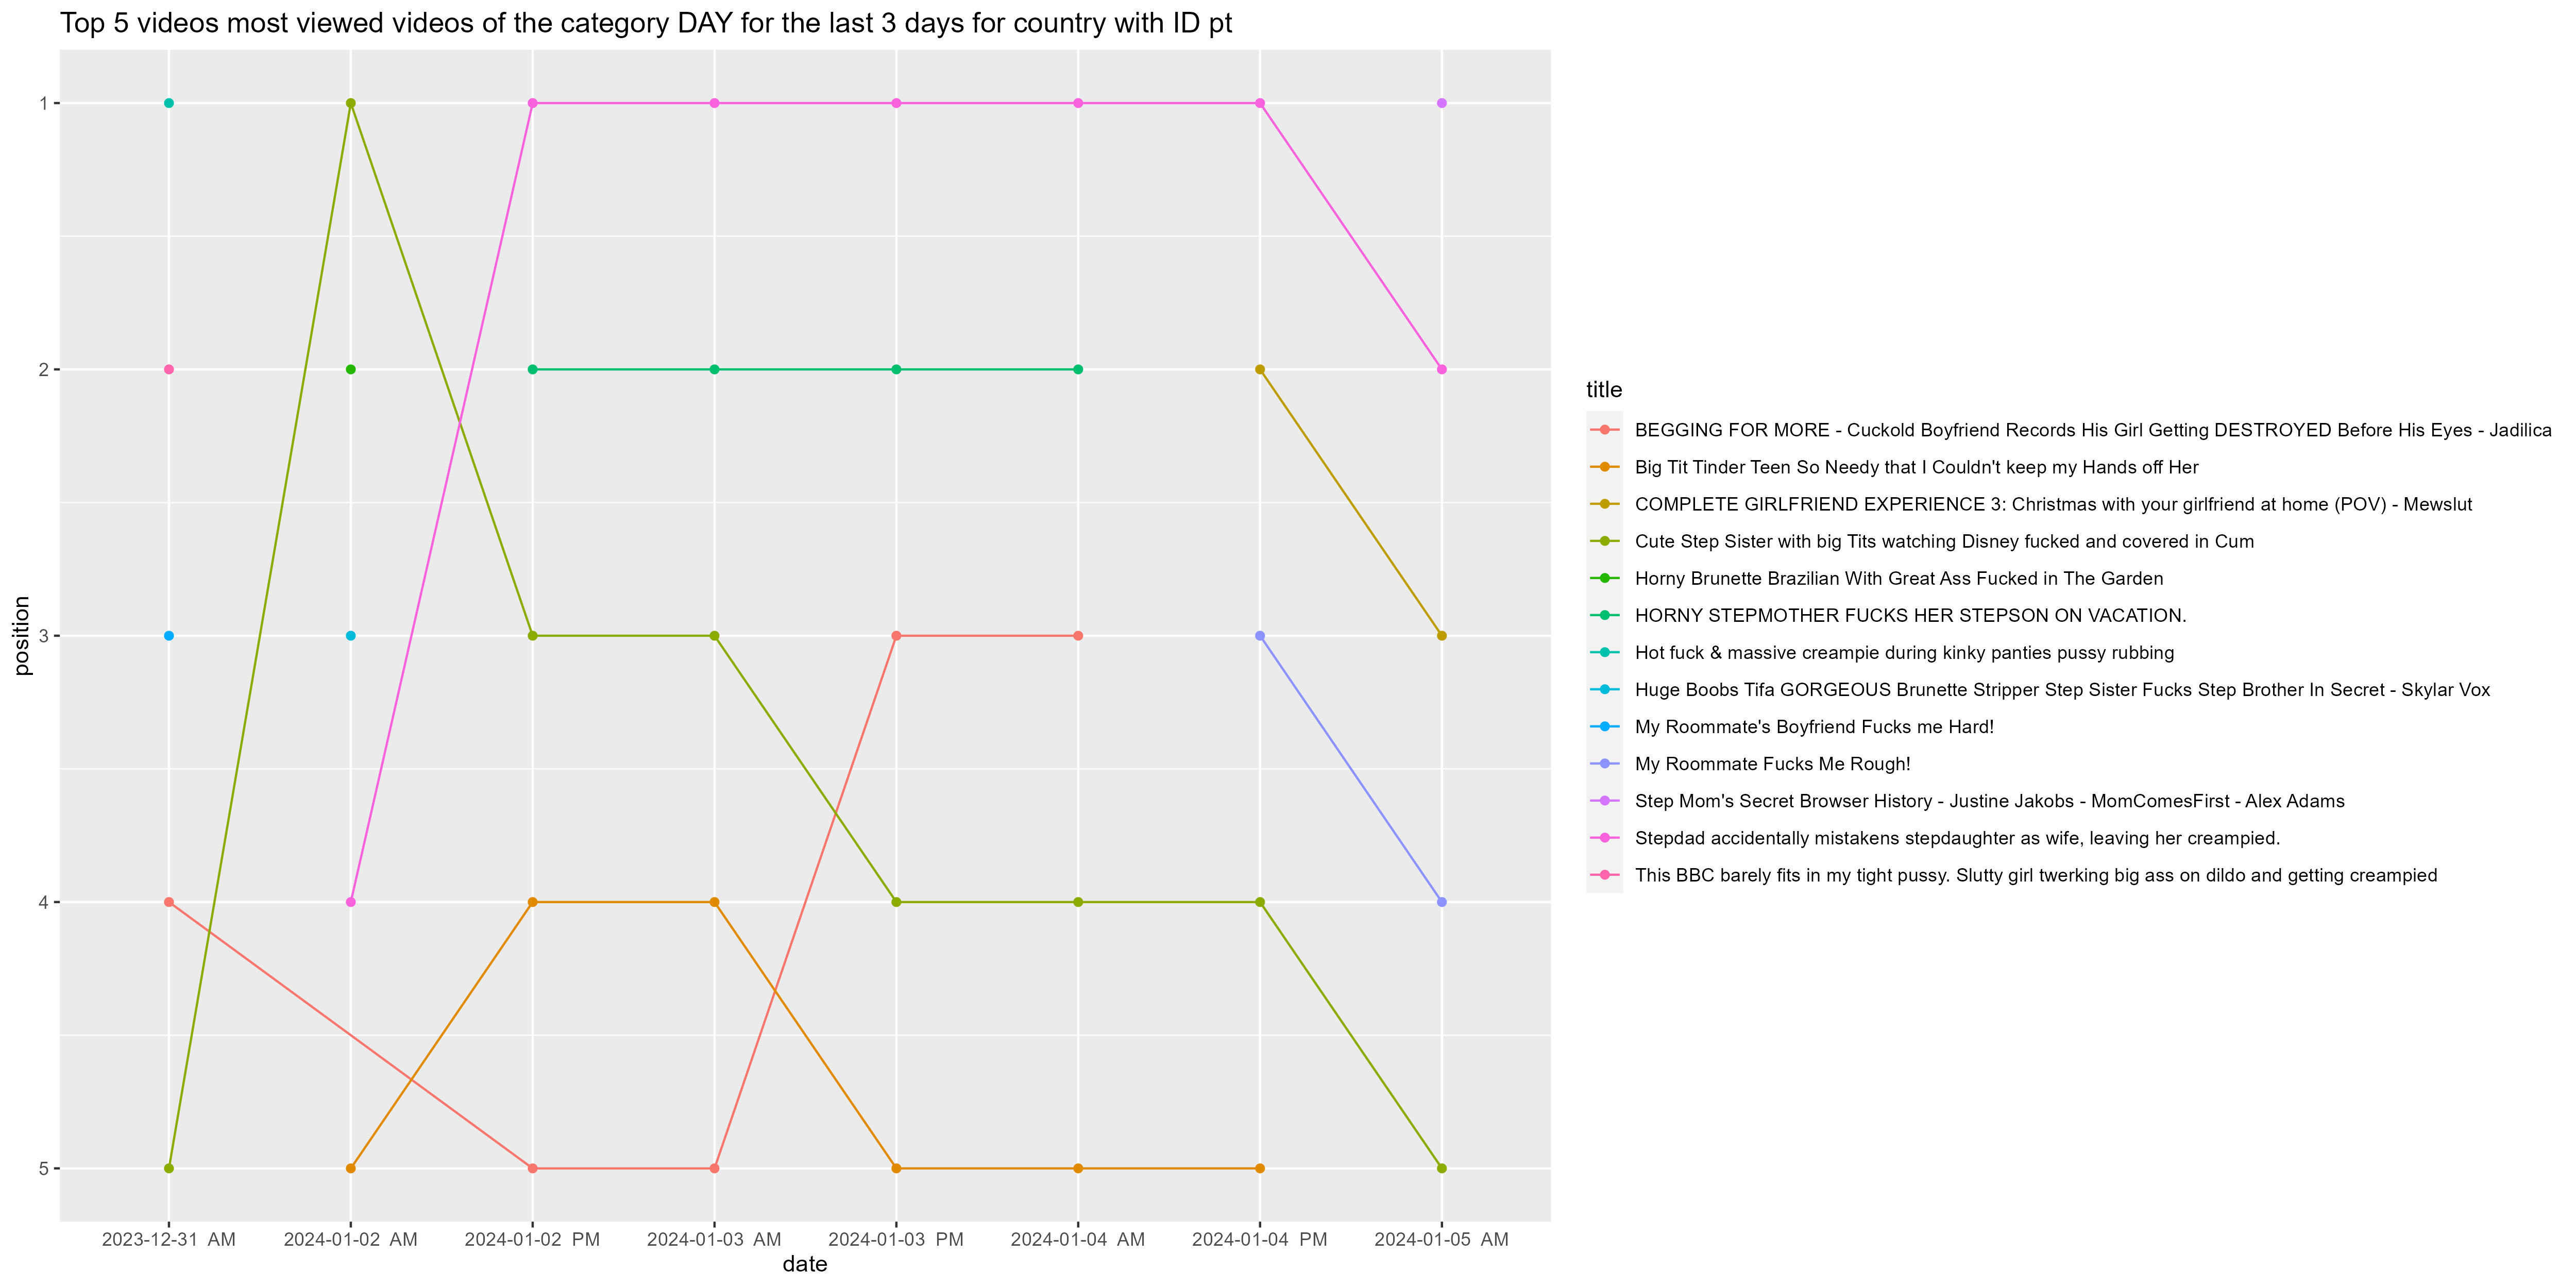 Top 5 videos most viewed videos of the category DAY for the last 3 days for country with ID pt
1
2
3
4
5
position
2023-12-31 AM
2024-01-02 AM
2024-01-02 PM
2024-01-03 AM
2024-01-03 PM
2024-01-04 AM
2024-01-04 PM
2024-01-05 AM
date
title
BEGGING FOR MORE - Cuckold Boyfriend Records His Girl Getting DESTROYED Before His Eyes - Jadilica
Big Tit Tinder Teen So Needy that I Couldn't keep my Hands off Her
COMPLETE GIRLFRIEND EXPERIENCE 3: Christmas with your girlfriend at home (POV) - Mewslut
Cute Step Sister with big Tits watching Disney fucked and covered in Cum
Horny Brunette Brazilian With Great Ass Fucked in The Garden
HORNY STEPMOTHER FUCKS HER STEPSON ON VACATION.
Hot fuck & massive creampie during kinky panties pussy rubbing
Huge Boobs Tifa GORGEOUS Brunette Stripper Step Sister Fucks Step Brother In Secret - Skylar Vox
My Roommate's Boyfriend Fucks me Hard!
My Roommate Fucks Me Rough!
Step Mom's Secret Browser History - Justine Jakobs - MomComesFirst - Alex Adams
Stepdad accidentally mistakens stepdaughter as wife, leaving her creampied.
This BBC barely fits in my tight pussy. Slutty girl twerking big ass on dildo and getting creampied